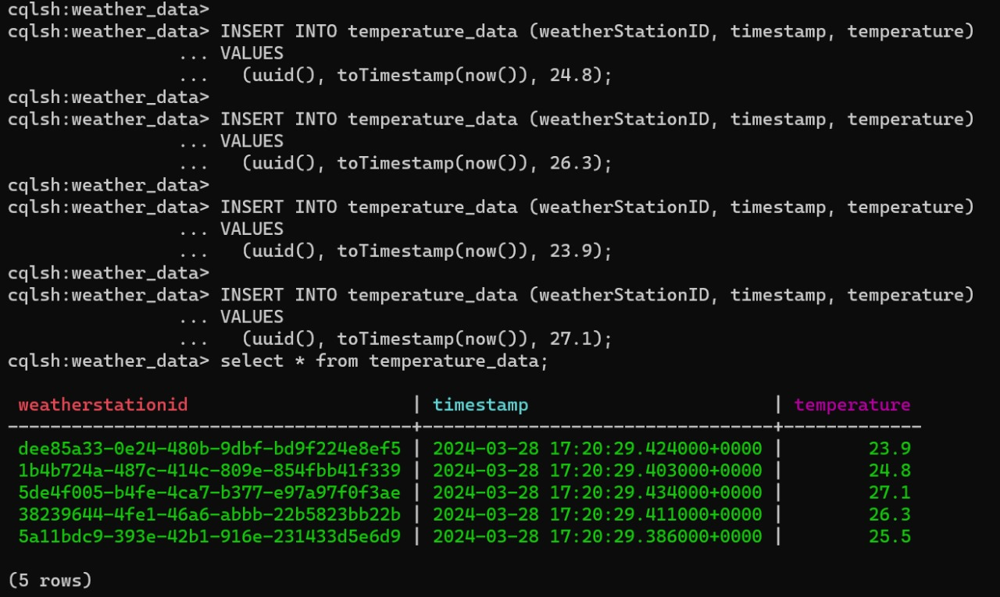 cqlsh:weather_data>
cqlsh:weather_data> INSERT INTO temperature_data (weatherStationID, timestamp, temperature)
                ... VALUES
                ...   (uuid(), toTimestamp(now()), 24.8);
cqlsh:weather_data>
cqlsh:weather_data> INSERT INTO temperature_data (weatherStationID, timestamp, temperature)
                ... VALUES
                ...   (uuid(), toTimestamp(now()), 26.3);
cqlsh:weather_data>
cqlsh:weather_data> INSERT INTO temperature_data (weatherStationID, timestamp, temperature)
                ... VALUES
                ...   (uuid(), toTimestamp(now()), 23.9);
cqlsh:weather_data>
cqlsh:weather_data> INSERT INTO temperature_data (weatherStationID, timestamp, temperature)
                ... VALUES
                ...   (uuid(), toTimestamp(now()), 27.1);
cqlsh:weather_data> select * from temperature_data;
 weatherstationid                     | timestamp                       | temperature
--------------------------------------+---------------------------------+-------------
 dee85a33-0e24-480b-9dbf-bd9f224e8ef5 | 2024-03-28 17:20:29.424000+0000 |        23.9
 1b4b724a-487c-414c-809e-854fbb41f339 | 2024-03-28 17:20:29.403000+0000 |        24.8
 5de4f005-b4fe-4ca7-b377-e97a97f0f3ae | 2024-03-28 17:20:29.434000+0000 |        27.1
 38239644-4fe1-46a6-abbb-22b5823bb22b | 2024-03-28 17:20:29.411000+0000 |        26.3
 5a11bdc9-393e-42b1-916e-231433d5e6d9 | 2024-03-28 17:20:29.386000+0000 |        25.5
(5 rows)